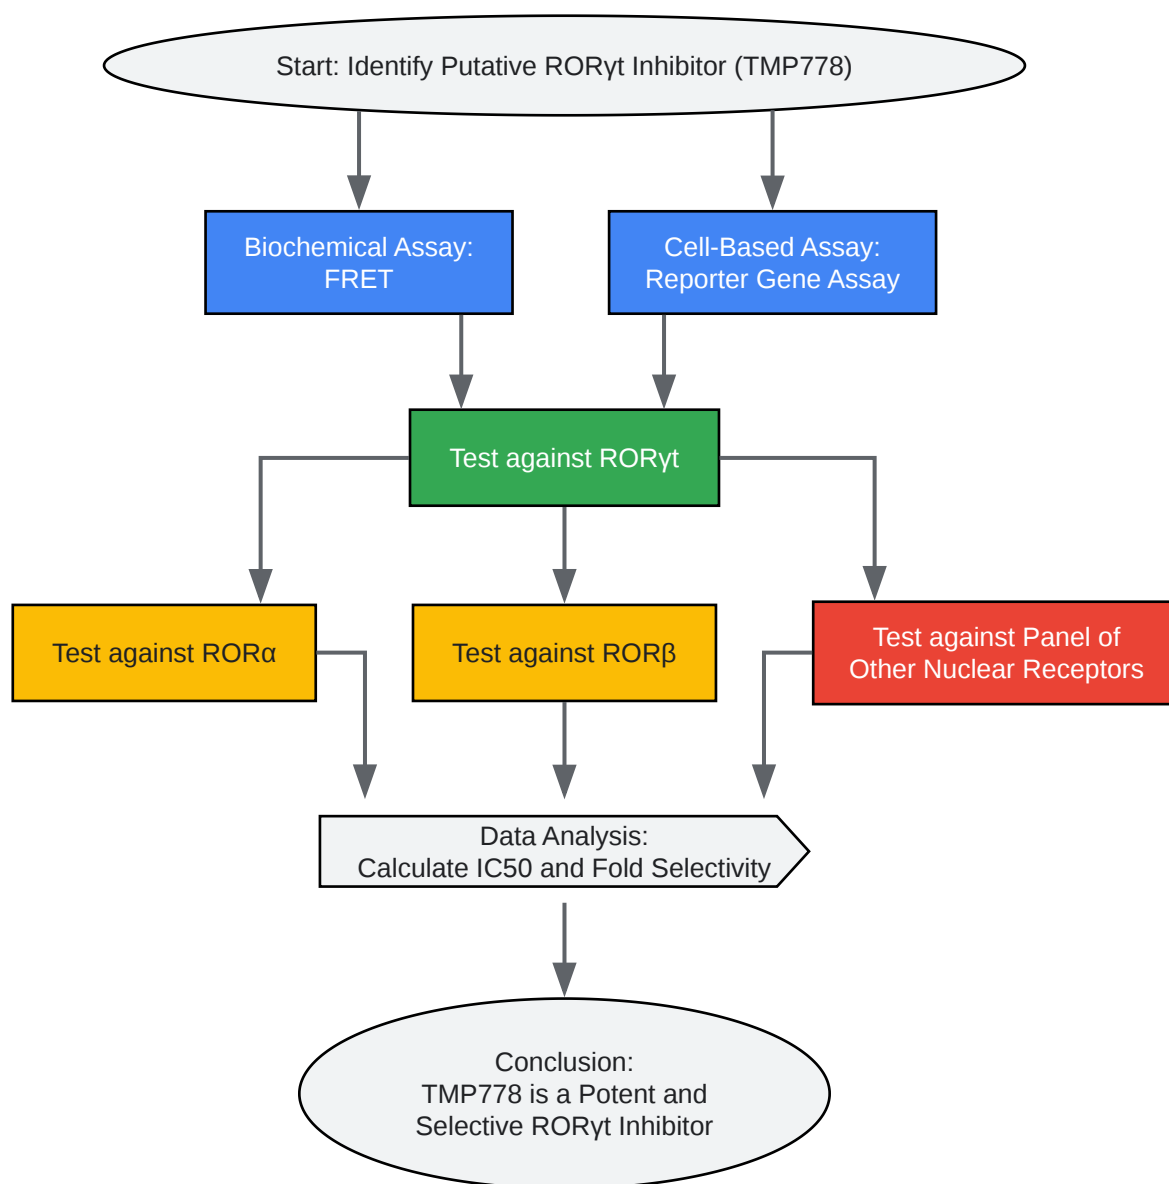 Start: Identify Putative RORγt Inhibitor (TMP778)
Biochemical Assay:
FRET
Cell-Based Assay:
Reporter Gene Assay
Test against RORγt
Test against RORα
Test against RORβ
Test against Panel of
Other Nuclear Receptors
Data Analysis:
Calculate IC50 and Fold Selectivity
Conclusion:
TMP778 is a Potent and
Selective RORγt Inhibitor